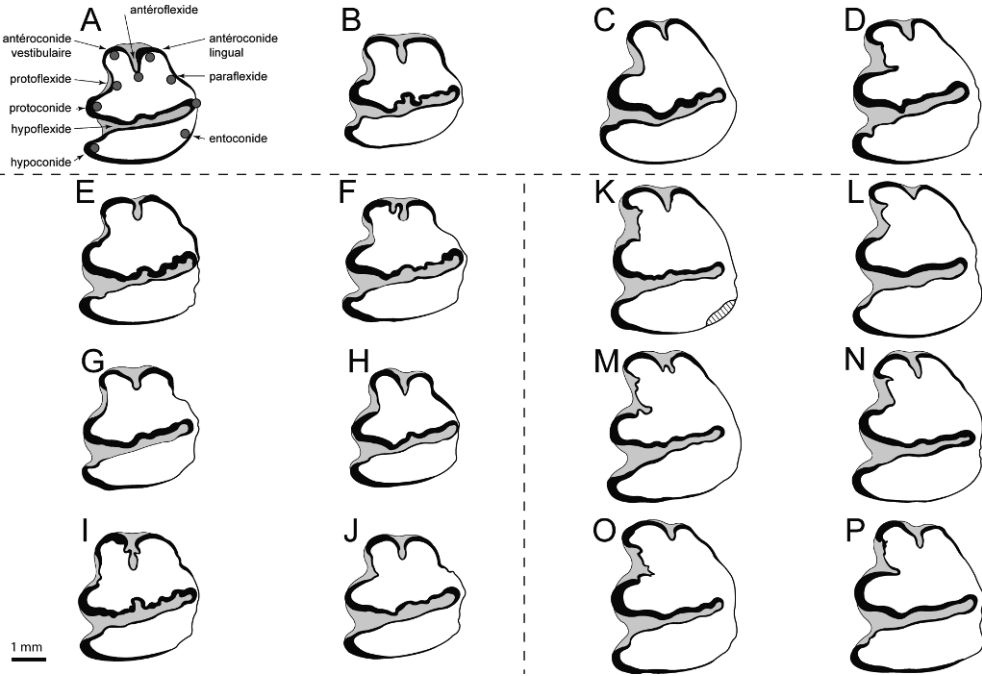 A
antéroflexide
antéroconide
vestibulaire
antéroconide
lingual
protoflexide
paraflexide
protoconide
hypoflexide
entoconide
hypoconide
B
C
D
E
F
K
L
G
H
M
N
I
J
O
P
1 mm